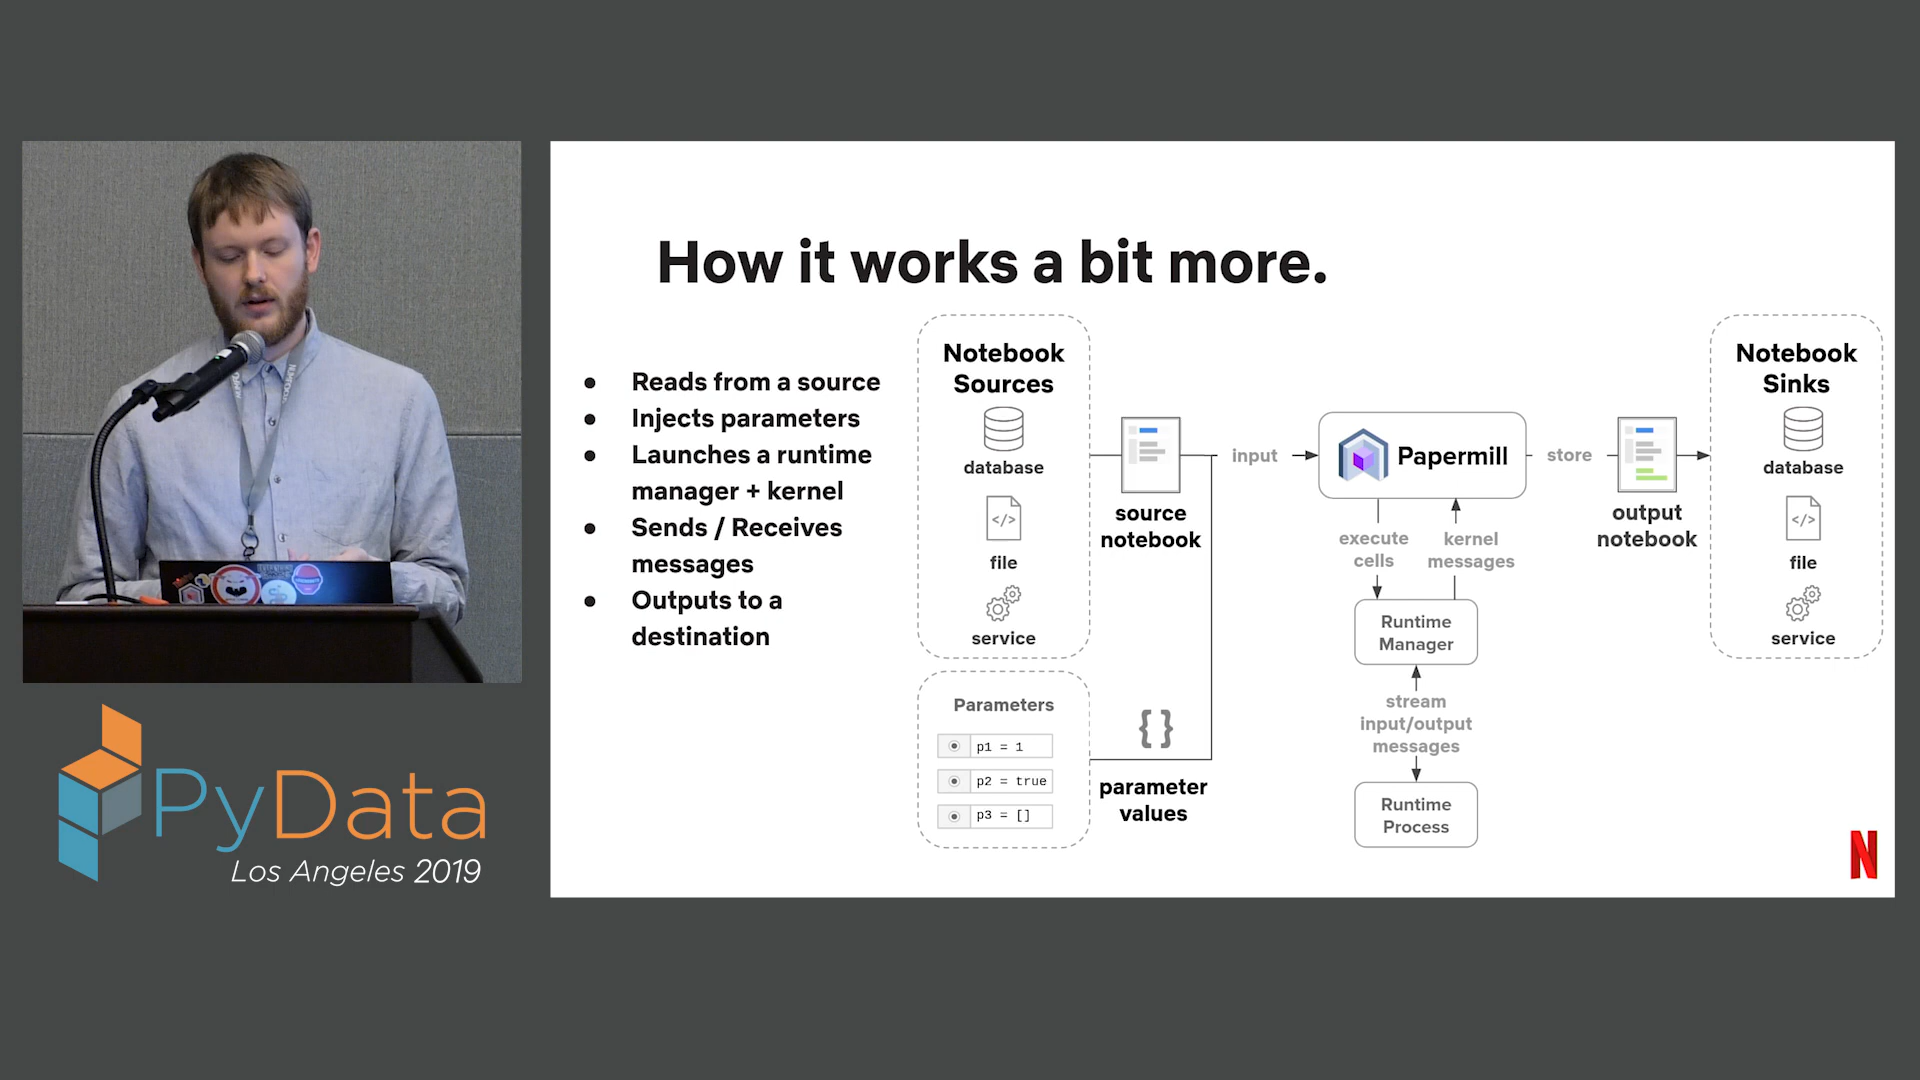 How it works a bit more.
● Reads from a source
● Injects parameters
● Launches a runtime
manager + kernel
● Sends / Receives
messages
● Outputs to a
destination
Notebook
Sources
database
</>
file
service
Parameters
p1 = 1
p2 = true
p3 = []
source
notebook
{}
parameter
values
input
Papermill
execute
cells
kernel
messages
Runtime
Manager
stream
input/output
messages
Runtime
Process
store
output
notebook
Notebook
Sinks
database
</>
file
service
N
PyData
Los Angeles 2019